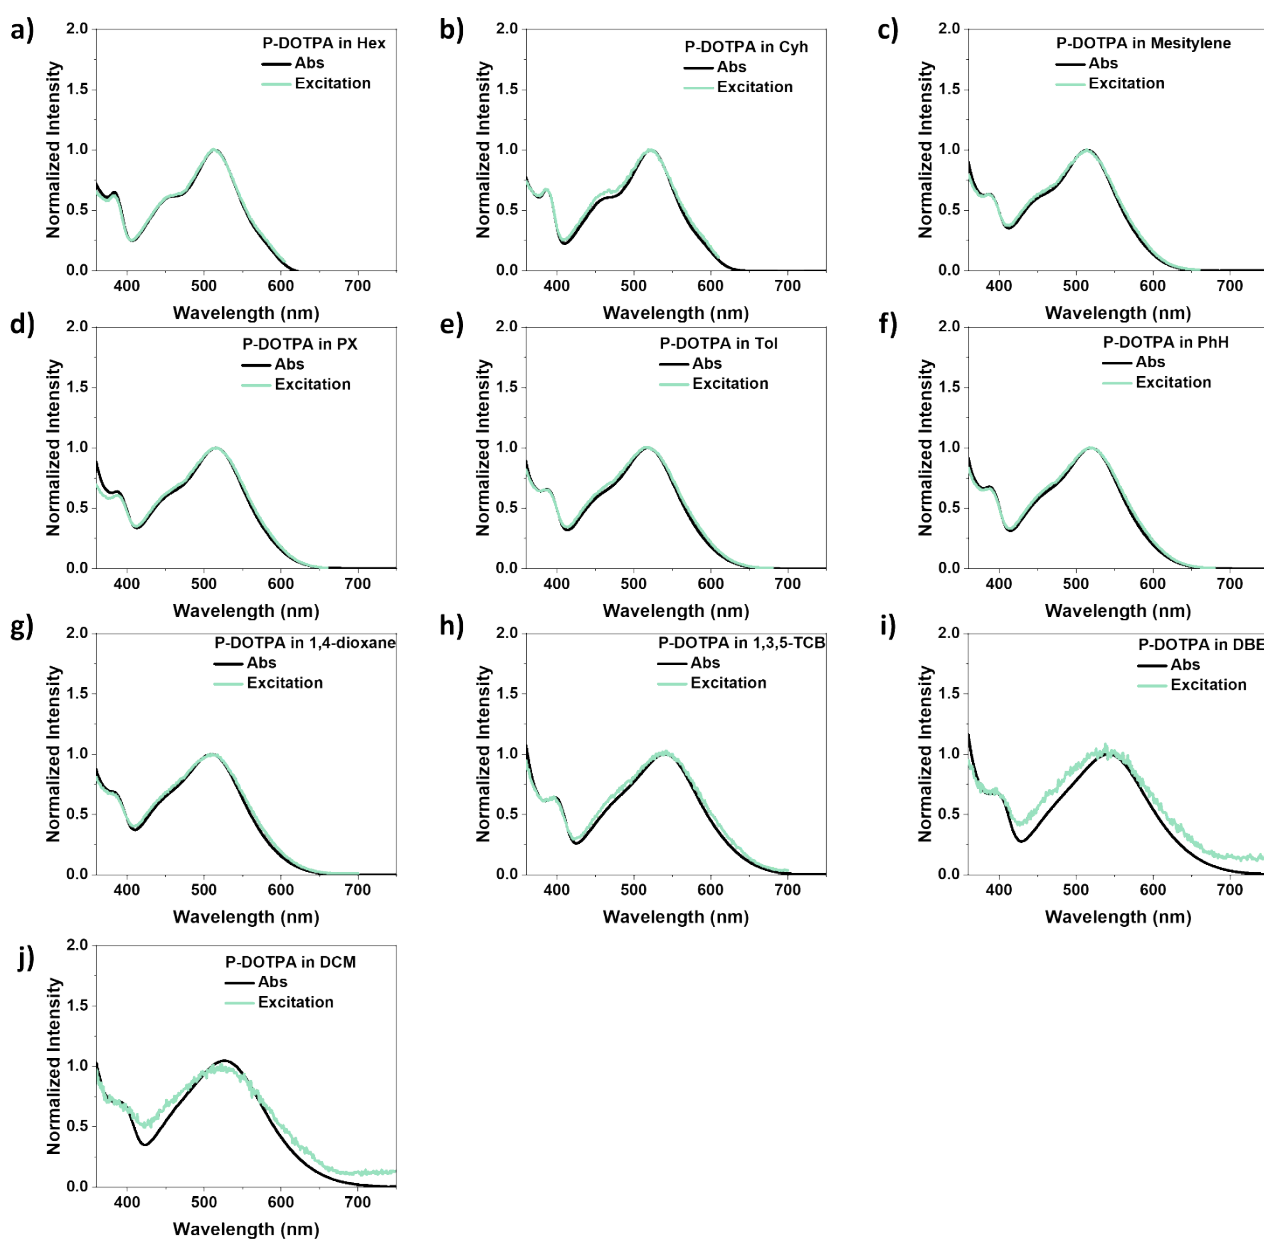 a)
2.0
1.5
1.0
0.5
0.0
Normalized Intensity
P-DOTPA in Hex
Abs
Excitation
400 500 600 700
Wavelength (nm)
b)
2.0
1.5
1.0
0.5
0.0
Normalized Intensity
P-DOTPA in Cyh
Abs
Excitation
400 500 600 700
Wavelength (nm)
c)
2.0
1.5
1.0
0.5
0.0
Normalized Intensity
P-DOTPA in Mesitylene
Abs
Excitation
400 500 600 700
Wavelength (nm)
d)
2.0
1.5
1.0
0.5
0.0
Normalized Intensity
P-DOTPA in PX
Abs
Excitation
400 500 600 700
Wavelength (nm)
e)
2.0
1.5
1.0
0.5
0.0
Normalized Intensity
P-DOTPA in Tol
Abs
Excitation
400 500 600 700
Wavelength (nm)
f)
2.0
1.5
1.0
0.5
0.0
Normalized Intensity
P-DOTPA in PhH
Abs
Excitation
400 500 600 700
Wavelength (nm)
g)
2.0
1.5
1.0
0.5
0.0
Normalized Intensity
P-DOTPA in 1,4-dioxane
Abs
Excitation
400 500 600 700
Wavelength (nm)
h)
2.0
1.5
1.0
0.5
0.0
Normalized Intensity
P-DOTPA in 1,3,5-TCB
Abs
Excitation
400 500 600 700
Wavelength (nm)
i)
2.0
1.5
1.0
0.5
0.0
Normalized Intensity
P-DOTPA in DBE
Abs
Excitation
400 500 600 700
Wavelength (nm)
j)
2.0
1.5
1.0
0.5
0.0
Normalized Intensity
P-DOTPA in DCM
Abs
Excitation
400 500 600 700
Wavelength (nm)